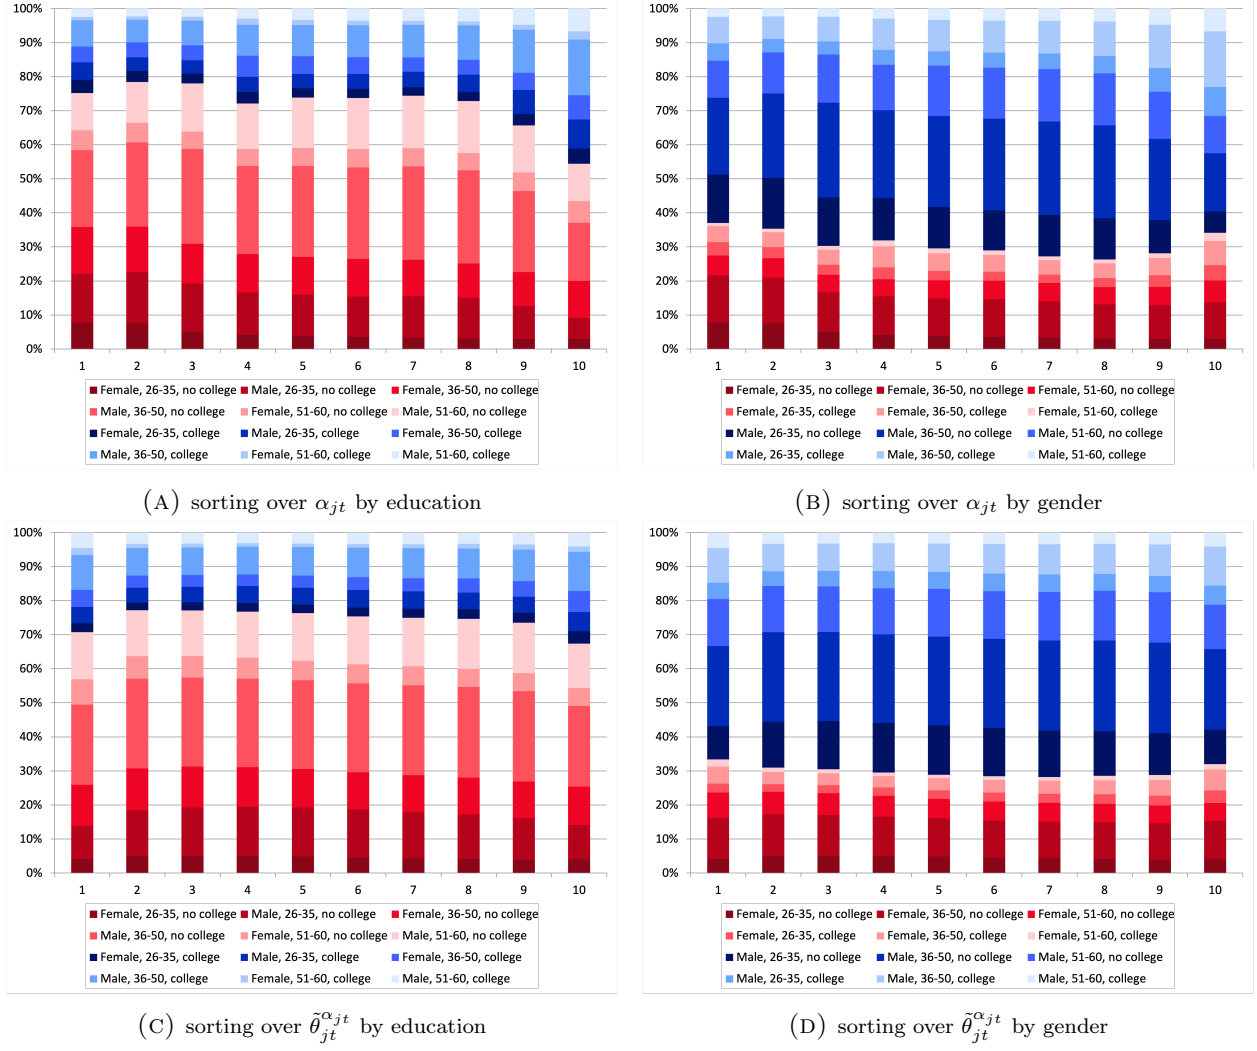 100%
90%
80%
70%
60%
50%
40%
30%
20%
10%
0%
1 2 3 4 5 6 7 8 9 10
Female, 26-35, no college Male, 26-35, no college Female, 36-50, no college
Male, 36-50, no college Female, 51-60, no college Male, 51-60, no college
Female, 26-35, college Male, 26-35, college Female, 36-50, college
Male, 36-50, college Female, 51-60, college Male, 51-60, college
(A) sorting over α_jt by education
100%
90%
80%
70%
60%
50%
40%
30%
20%
10%
0%
1 2 3 4 5 6 7 8 9 10
Female, 26-35, no college Female, 36-50, no college Female, 51-60, no college
Female, 26-35, college Female, 36-50, college Female, 51-60, college
Male, 26-35, no college Male, 36-50, no college Male, 51-60, no college
Male, 26-35, college Male, 36-50, college Male, 51-60, college
(B) sorting over α_jt by gender
100%
90%
80%
70%
60%
50%
40%
30%
20%
10%
0%
1 2 3 4 5 6 7 8 9 10
Female, 26-35, no college Male, 26-35, no college Female, 36-50, no college
Male, 36-50, no college Female, 51-60, no college Male, 51-60, no college
Female, 26-35, college Male, 26-35, college Female, 36-50, college
Male, 36-50, college Female, 51-60, college Male, 51-60, college
(C) sorting over θ̃_jt^α_jt by education
100%
90%
80%
70%
60%
50%
40%
30%
20%
10%
0%
1 2 3 4 5 6 7 8 9 10
Female, 26-35, no college Female, 36-50, no college Female, 51-60, no college
Female, 26-35, college Female, 36-50, college Female, 51-60, college
Male, 26-35, no college Male, 36-50, no college Male, 51-60, no college
Male, 26-35, college Male, 36-50, college Male, 51-60, college
(D) sorting over θ̃_jt^α_jt by gender